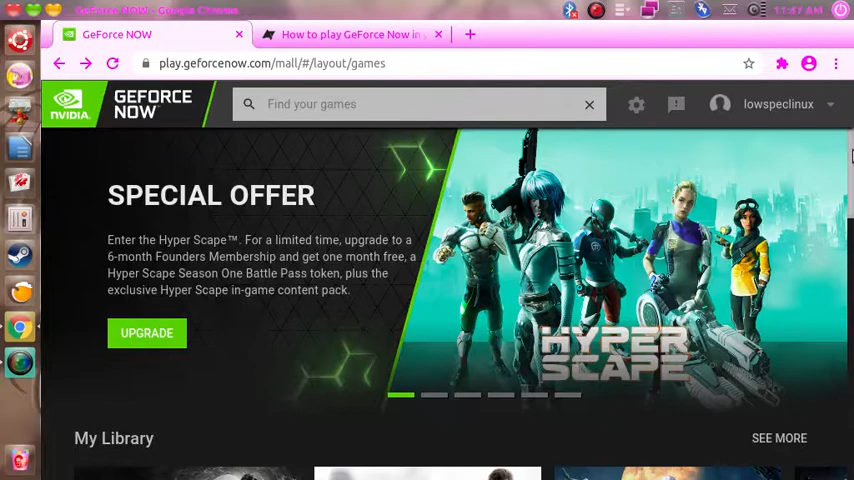 GeForce NOW - Google Chrome
11:47 AM
GeForce NOW
How to play GeForce Now in y
play.geforcenow.com/mall/#/layout/games
NVIDIA.
GEFORCE
NOW
Find your games
lowspeclinux
SPECIAL OFFER
Enter the Hyper Scape™. For a limited time, upgrade to a
6-month Founders Membership and get one month free, a
Hyper Scape Season One Battle Pass token, plus the
exclusive Hyper Scape in-game content pack.
UPGRADE
HYPER
SCAPE
My Library
SEE MORE